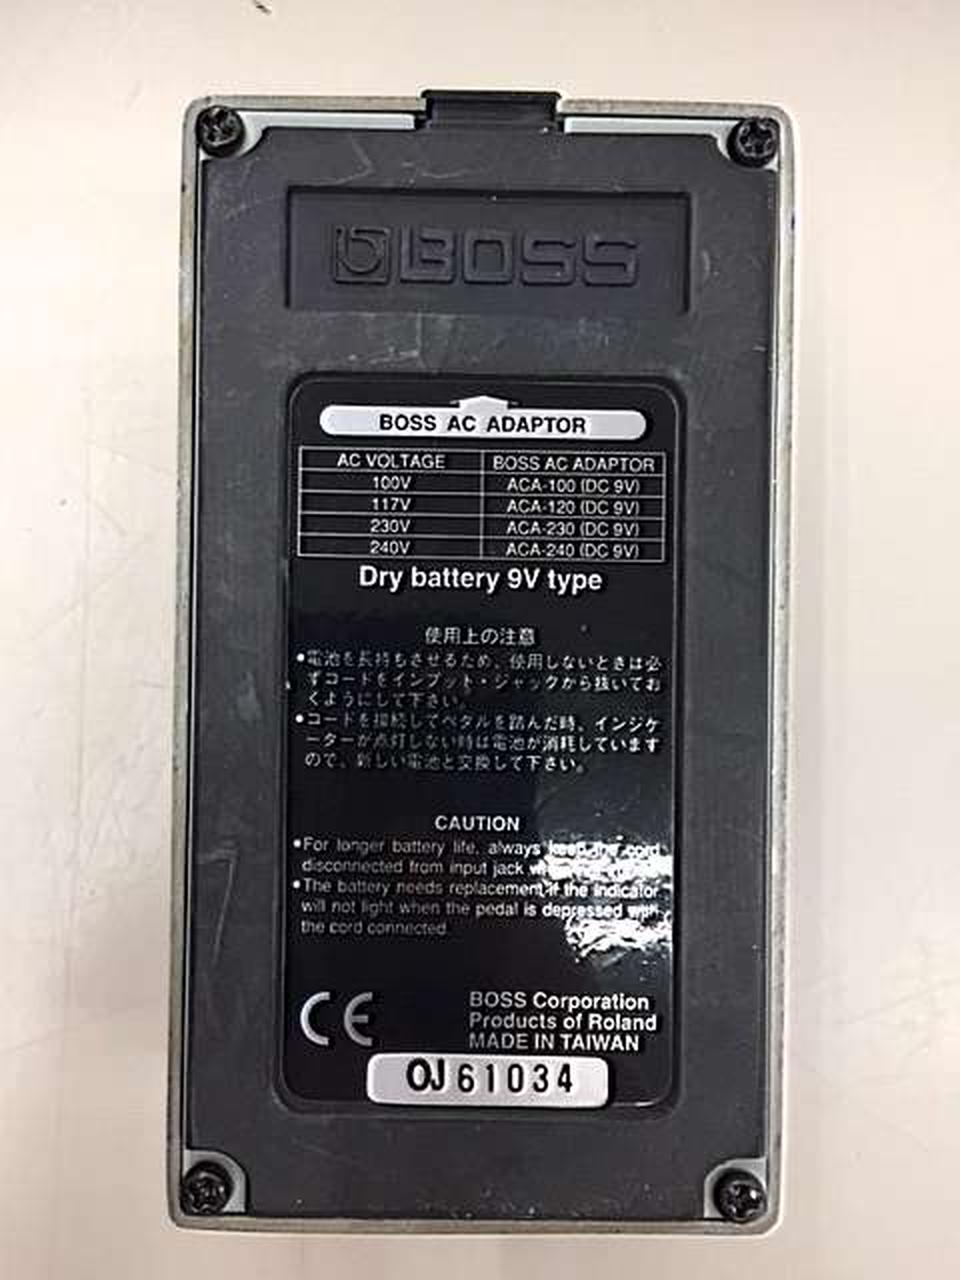 BOSS
BOSS AC ADAPTOR
AC VOLTAGE BOSS AC ADAPTOR
100V ACA-100 (DC 9V)
117V ACA-120 (DC 9V)
230V ACA-230 (DC 9V)
240V ACA-240 (DC 9V)
Dry battery 9V type
使用上の注意
•電池を長持ちさせるため、使用しないときは必
ずコードをインプット・ジャックから抜いてお
くようにして下さい。
•コードを接続してペダルを踏んだ時、インジケ
ーターが点灯しない時は電池が消耗しています
ので、新しい電池と交換して下さい。
CAUTION
•For longer battery life, always keep the cord
disconnected from input jack
•The battery needs replacement if the indicator
will not light when the pedal is depressed with
the cord connected.
CE
BOSS Corporation
Products of Roland
MADE IN TAIWAN
OJ61034